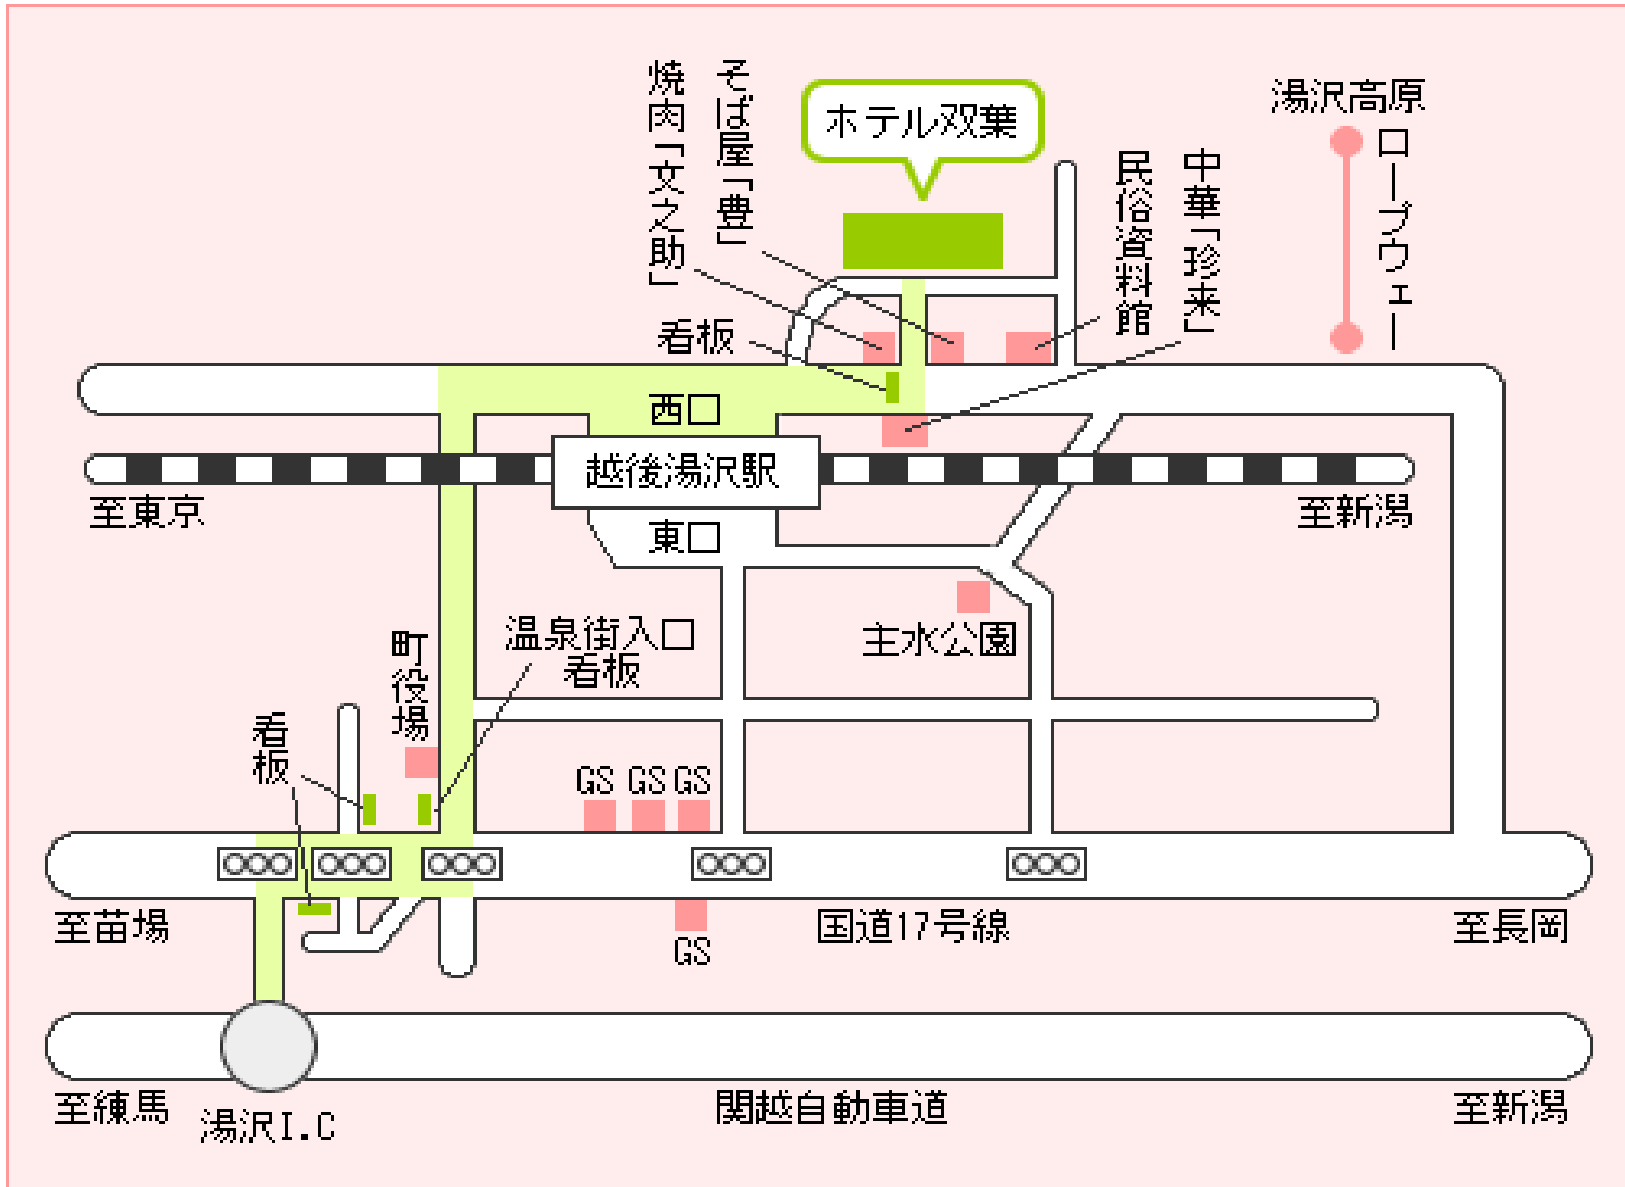 焼肉「文之助」
そば屋「豊」
ホテル双葉
湯沢高原
ロープウェー
民俗資料館
中華「珍来」
看板
西口
越後湯沢駅
至東京
至新潟
東口
主水公園
温泉街入口
看板
町役場
看板
GS
GS
GS
至苗場
GS
国道17号線
至長岡
至練馬
湯沢I.C
関越自動車道
至新潟